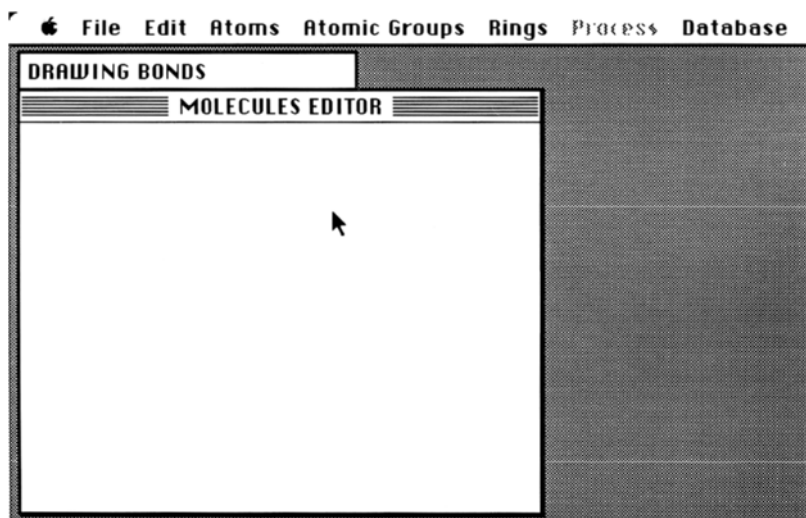 File Edit Atoms Atomic Groups Rings Process Database
DRAWING BONDS
MOLECULES EDITOR